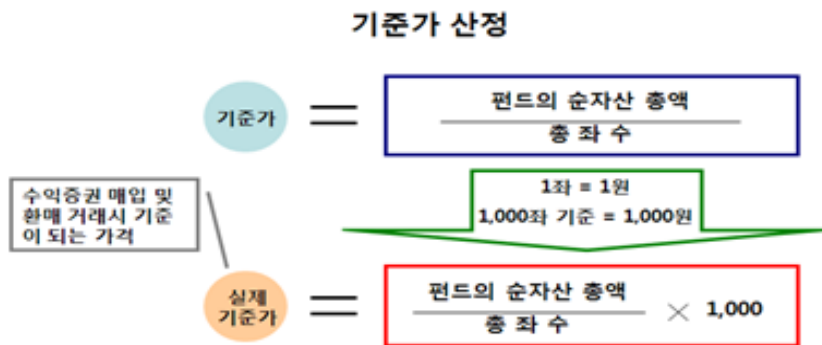 기준가 산정
기준가
펀드의 순자산 총액
총 좌 수
수익증권 매입 및
환매 거래시 기준
이 되는 가격
1좌 = 1원
1,000좌 기준 = 1,000원
실제
기준가
펀드의 순자산 총액
총 좌 수
× 1,000